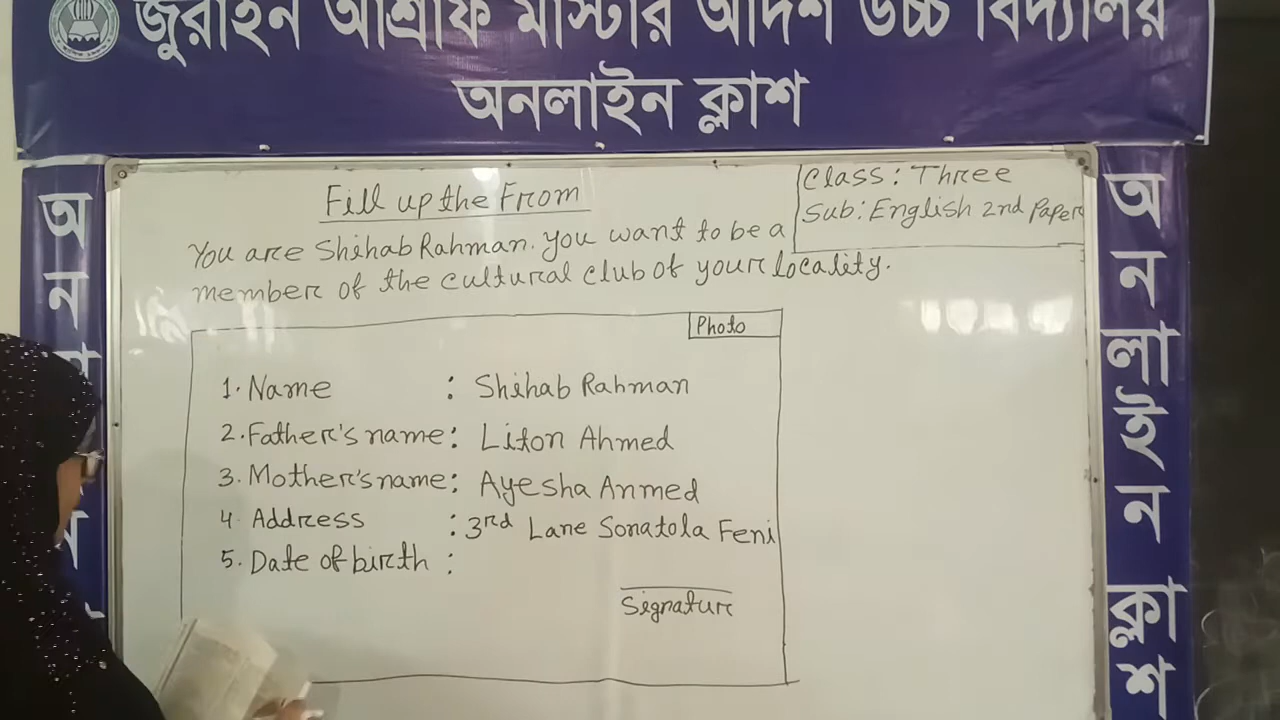 জুরাইন আশ্রাফ মাস্টার আদর্শ উচ্চ বিদ্যালয়
অনলাইন ক্লাশ
অনলাইন
অনলাইন ক্লাশ
Class: Three
Sub: English 2nd Paper
Fill up the From
You are Shihab Rahman. You want to be a
member of the cultural club of your locality.
Photo
1. Name : Shihab Rahman
2. Father's name: Liton Ahmed
3. Mother's name: Ayesha Anmed
4. Address : 3rd Lane Sonatola Feni
5. Date of birth :
Signature